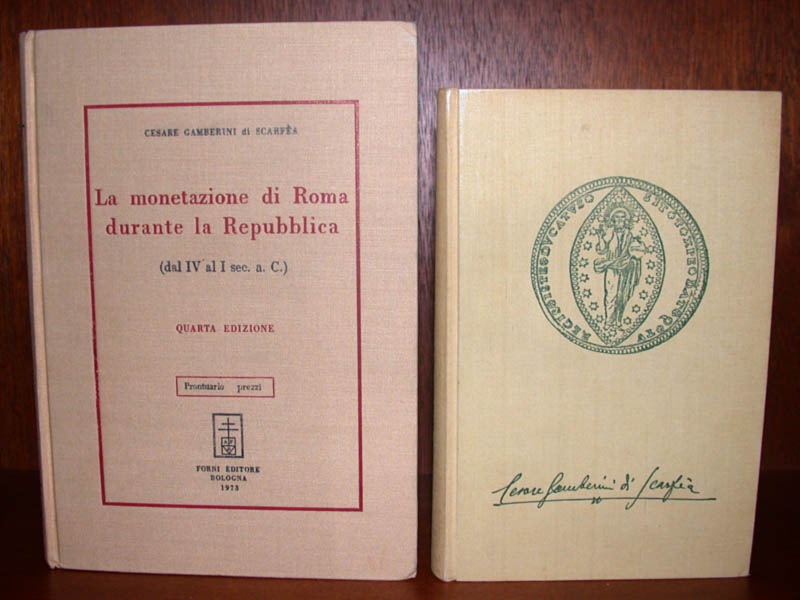 CESARE GAMBERINI di SCARFÈA
La monetazione di Roma
durante la Repubblica
(dal IV al I sec. a. C.)
QUARTA EDIZIONE
Prontuario prezzi
FORNI EDITORE
BOLOGNA
1973
Cesare Gamberini di Scarfèa